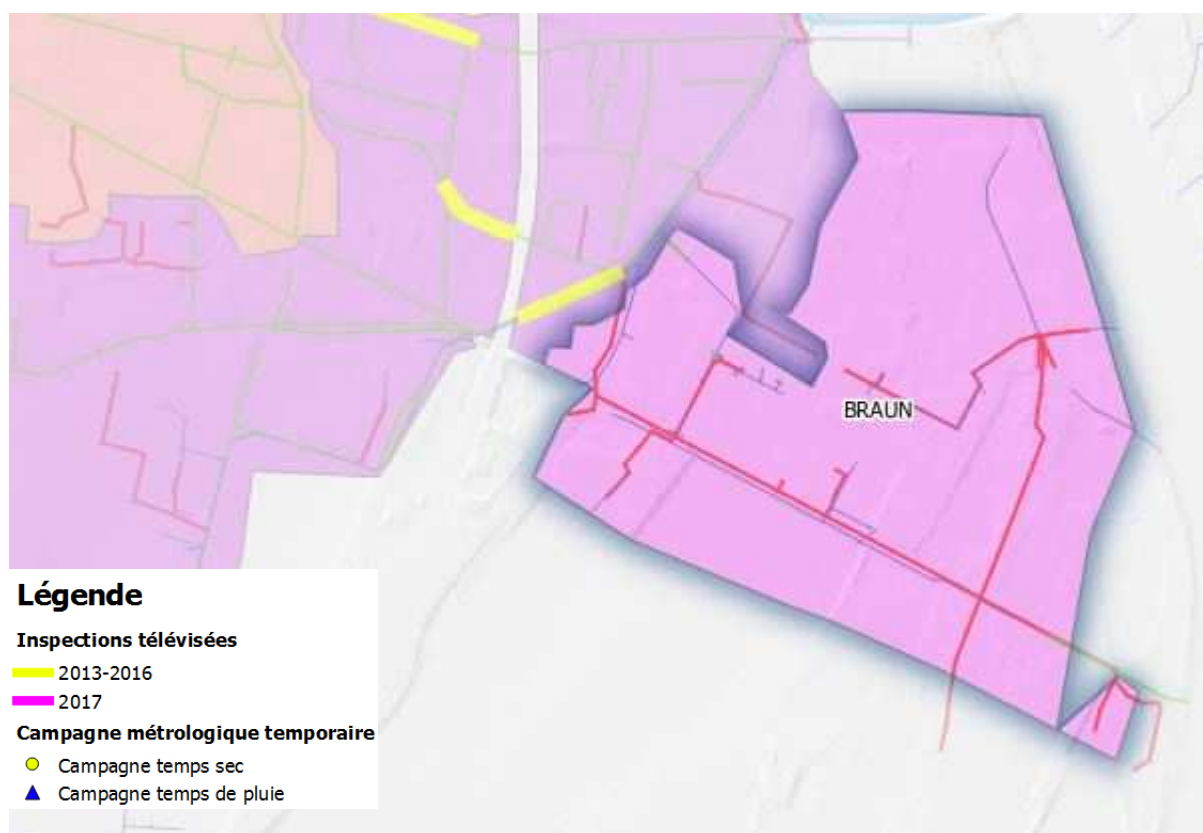 BRAUN
Légende
Inspections télévisées
2013-2016
2017
Campagne métrologique temporaire
Campagne temps sec
Campagne temps de pluie